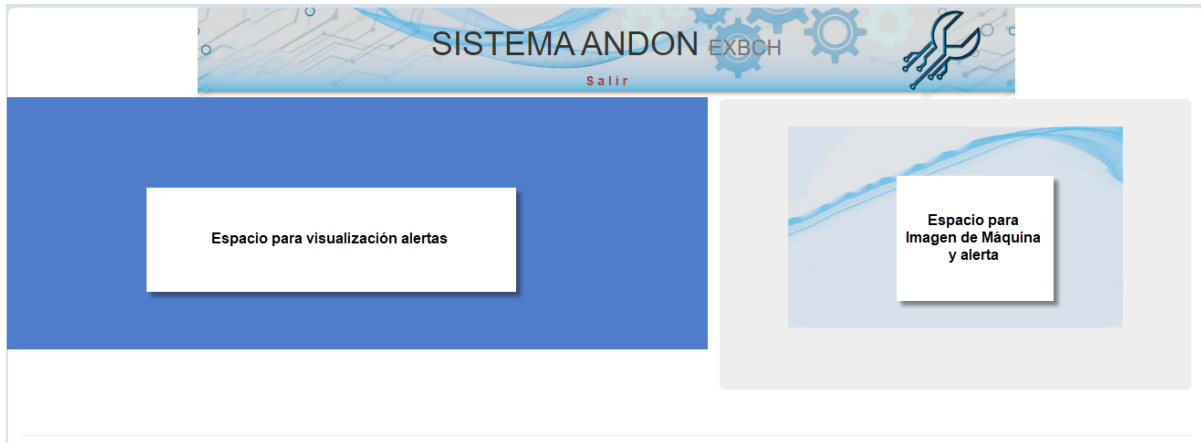 SISTEMA ANDON EXBCH
Salir
Espacio para visualización alertas
Espacio para
Imagen de Máquina
y alerta